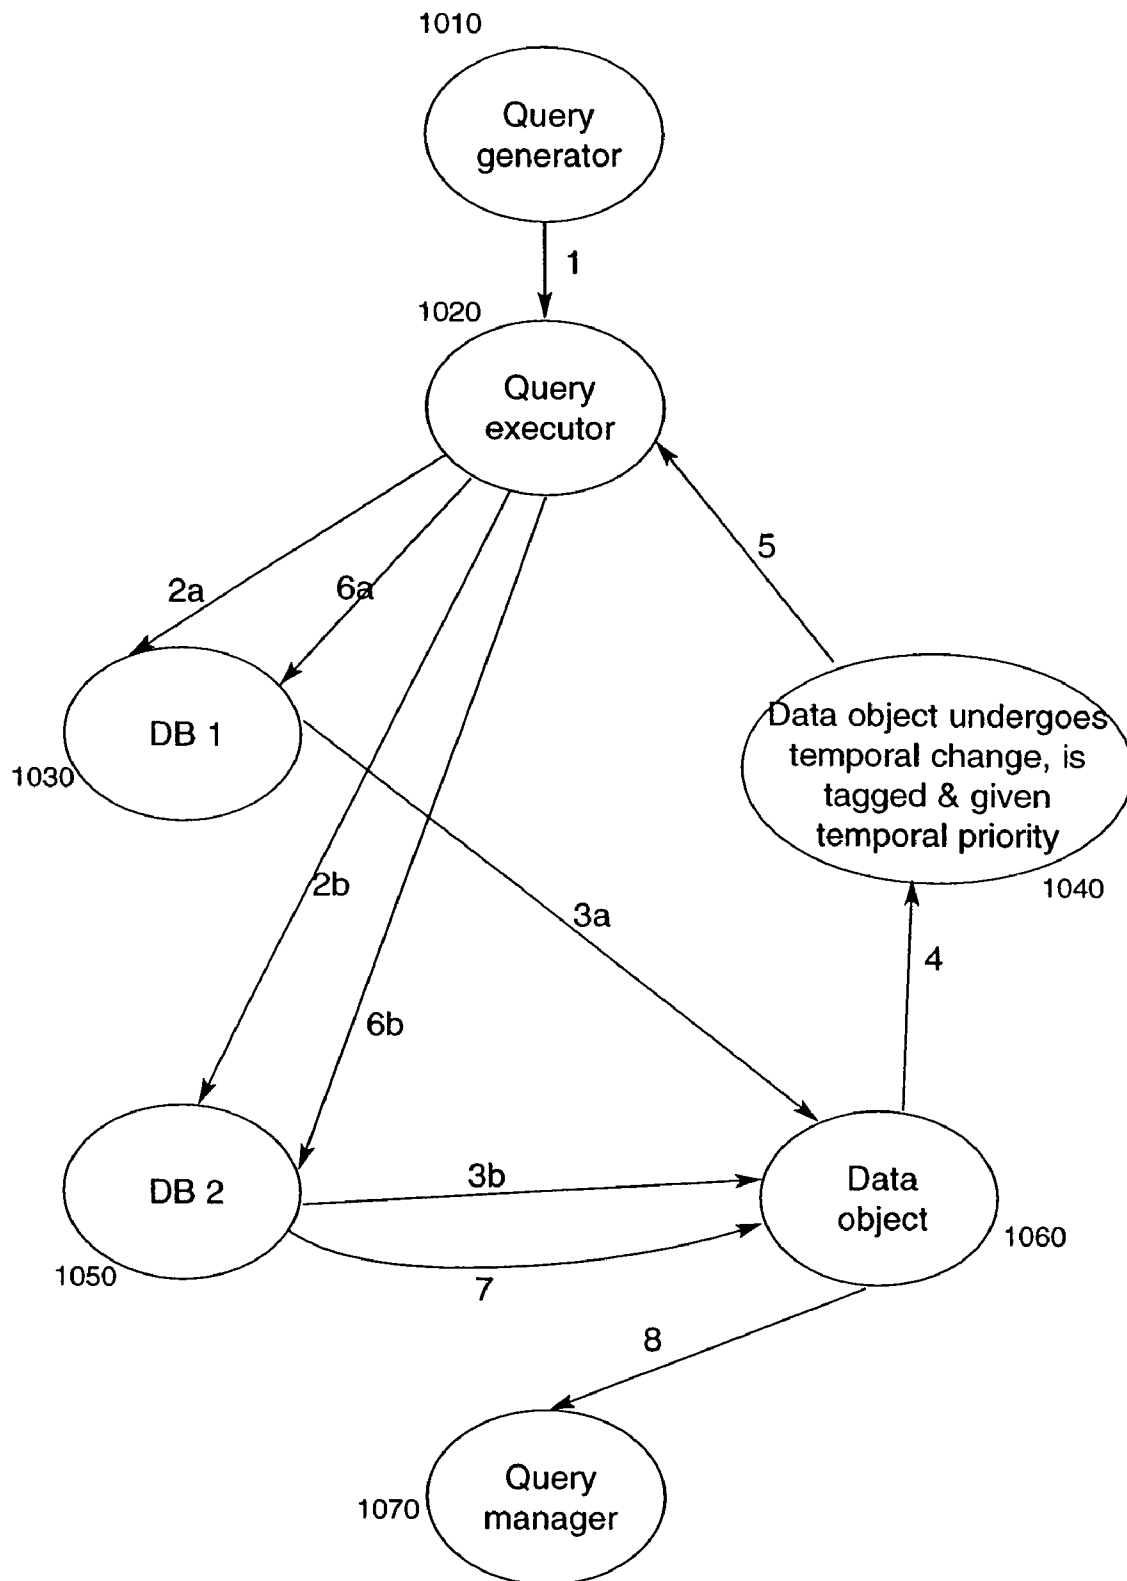 1010
Query
generator
1
1020
Query
executor
5
2a
6a
DB 1
1030
Data object undergoes
temporal change, is
tagged & given
temporal priority
1040
2b
3a
4
6b
DB 2
1050
3b
7
Data
object
1060
8
Query
manager
1070